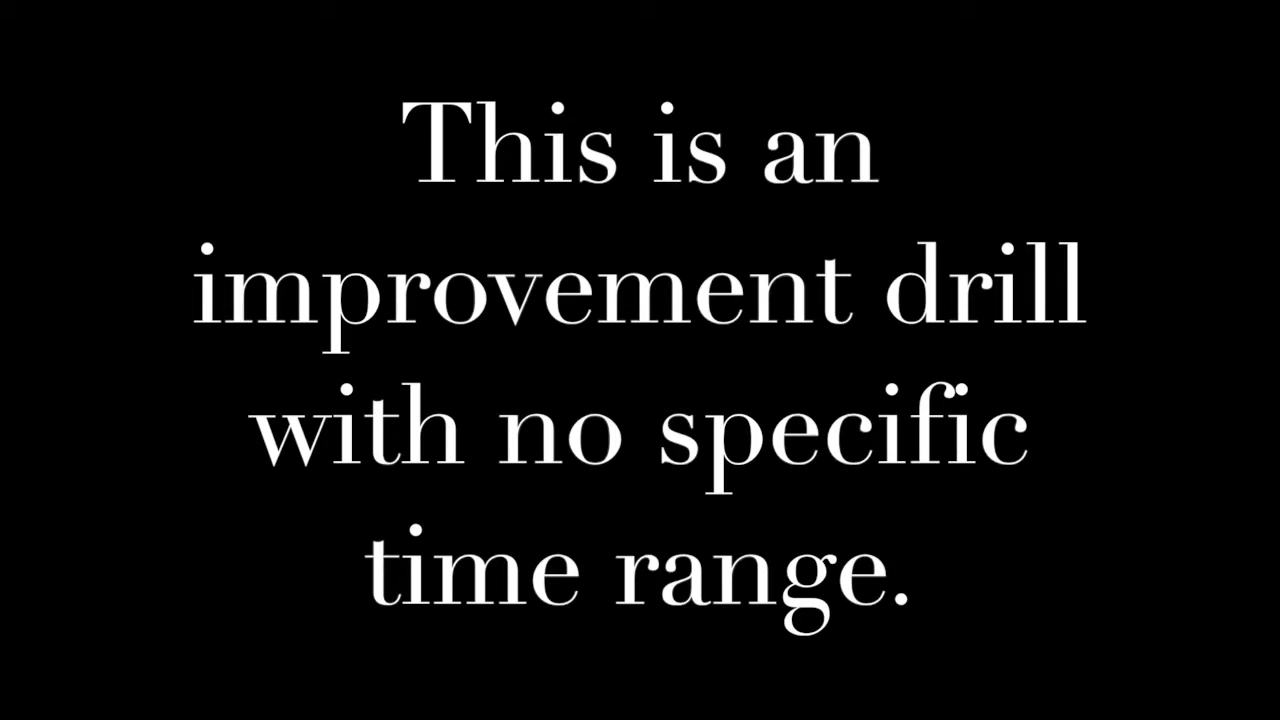 This is an
improvement drill
with no specific
time range.